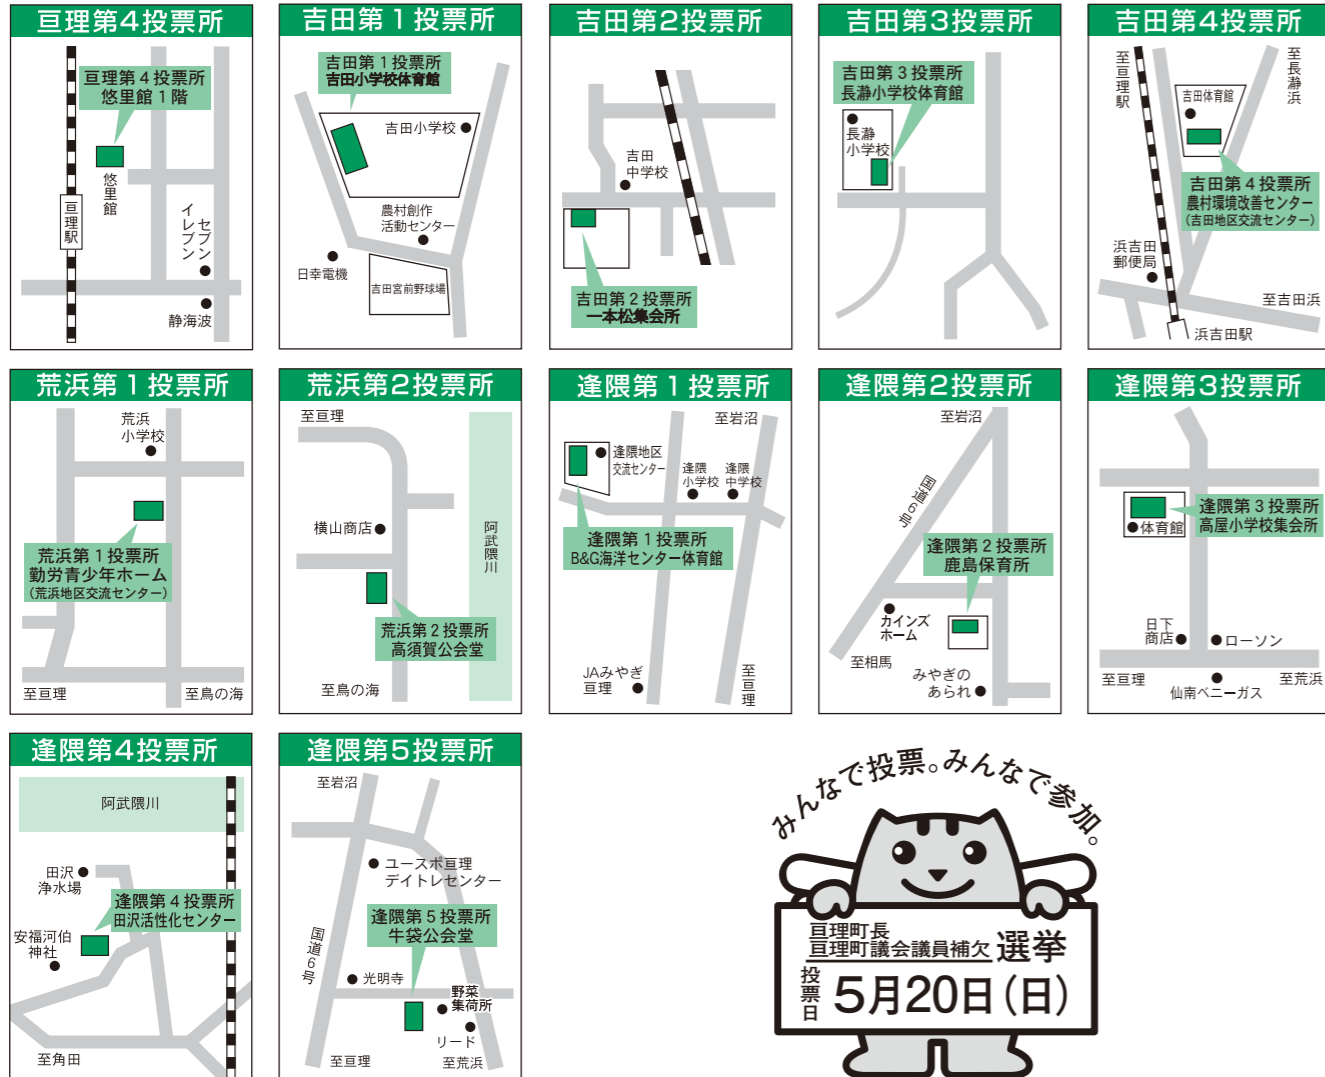 亘理第4投票所
亘理第4投票所
悠里館1階
悠里館
亘理駅
セブン
イレブン
静海波
吉田第1投票所
吉田第1投票所
吉田小学校体育館
吉田小学校
農村創作
活動センター
日幸電機
吉田宮前野球場
吉田第2投票所
吉田
中学校
吉田第2投票所
一本松集会所
吉田第3投票所
吉田第3投票所
長瀞小学校体育館
長瀞
小学校
吉田第4投票所
至亘理駅
至長瀞浜
吉田体育館
吉田第4投票所
農村環境改善センター
(吉田地区交流センター)
浜吉田
郵便局
至吉田浜
浜吉田駅
荒浜第1投票所
荒浜
小学校
荒浜第1投票所
勤労青少年ホーム
(荒浜地区交流センター)
至亘理
至鳥の海
荒浜第2投票所
至亘理
横山商店
阿武隈川
荒浜第2投票所
高須賀公会堂
至鳥の海
逢隈第1投票所
至岩沼
逢隈地区
交流センター
逢隈
小学校
逢隈
中学校
逢隈第1投票所
B&G海洋センター体育館
JAみやぎ
亘理
至亘理
逢隈第2投票所
至岩沼
国道6号
逢隈第2投票所
鹿島保育所
カインズ
ホーム
至相馬
みやぎの
あられ
逢隈第3投票所
逢隈第3投票所
高屋小学校集会所
体育館
日下
商店
ローソン
至亘理
仙南ベニーガス
至荒浜
逢隈第4投票所
阿武隈川
田沢
浄水場
逢隈第4投票所
田沢活性化センター
安福河伯
神社
至角田
逢隈第5投票所
至岩沼
ユースポ亘理
デイトレセンター
逢隈第5投票所
牛袋公会堂
国道6号
光明寺
野菜
集荷所
リード
至亘理
至荒浜
みんなで投票。みんなで参加。
亘理町長
亘理町議会議員補欠 選挙
投票日 5月20日(日)